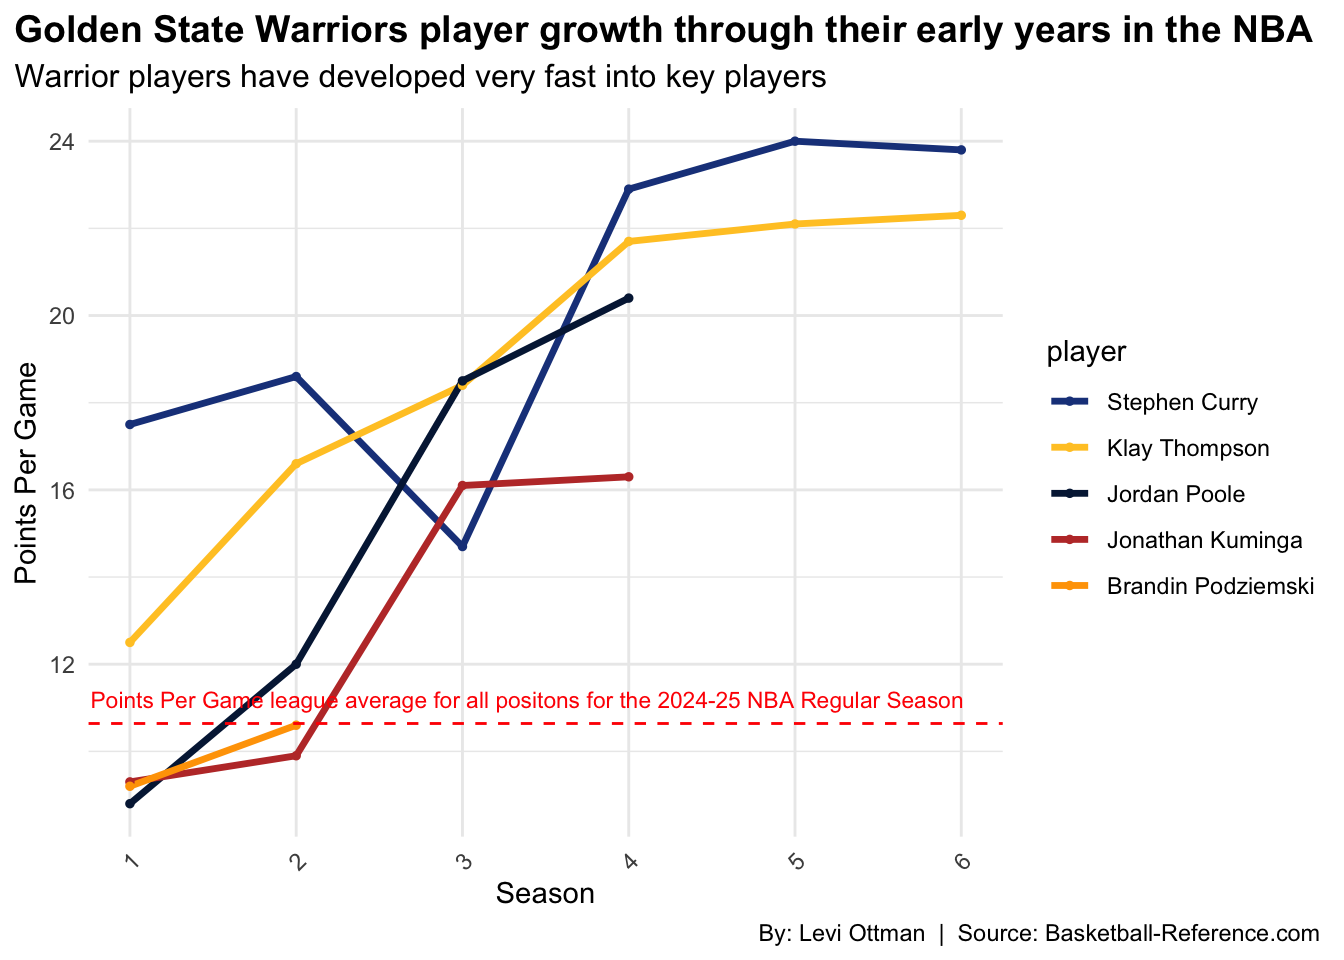 Golden State Warriors player growth through their early years in the NBA
Warrior players have developed very fast into key players
24
20
16
12
Points Per Game
Points Per Game league average for all positons for the 2024-25 NBA Regular Season
1
2
3
4
5
6
Season
player
Stephen Curry
Klay Thompson
Jordan Poole
Jonathan Kuminga
Brandin Podziemski
By: Levi Ottman  |  Source: Basketball-Reference.com